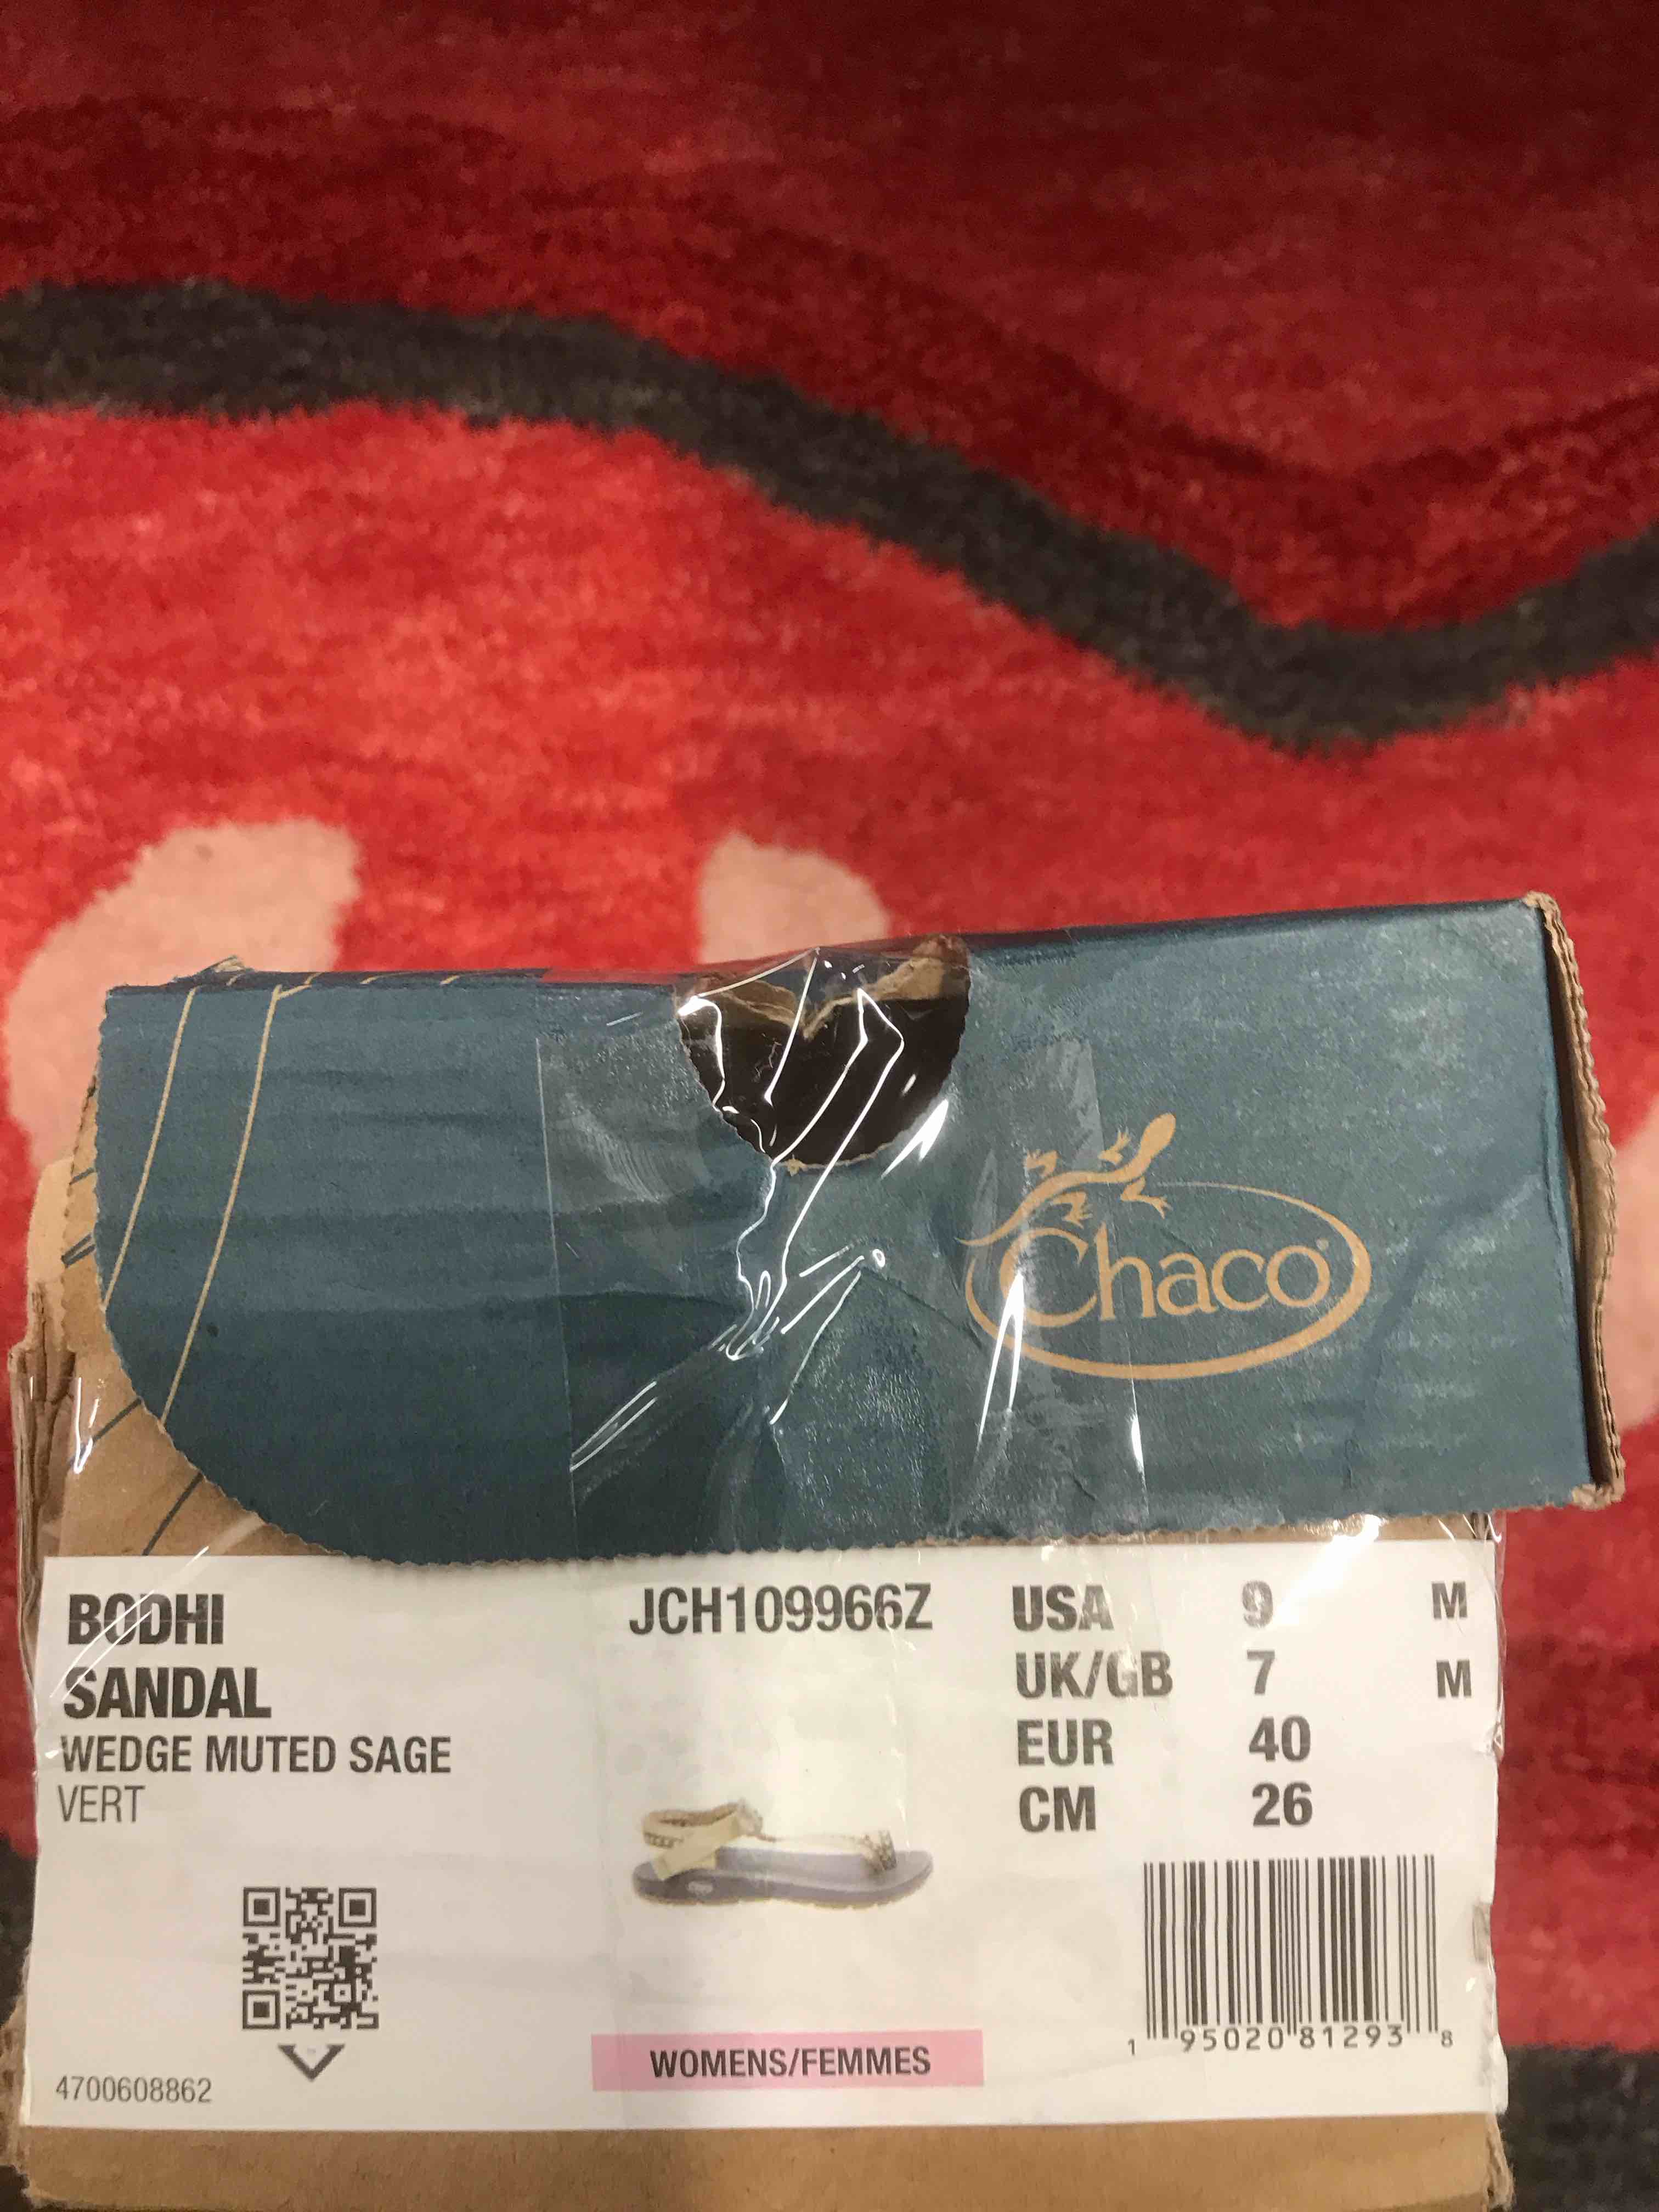 Chaco
BODHI
SANDAL
WEDGE MUTED SAGE
VERT
4700608862
JCH109966Z
WOMENS/FEMMES
USA 9 M
UK/GB 7 M
EUR 40
CM 26
1 95020 81293 8